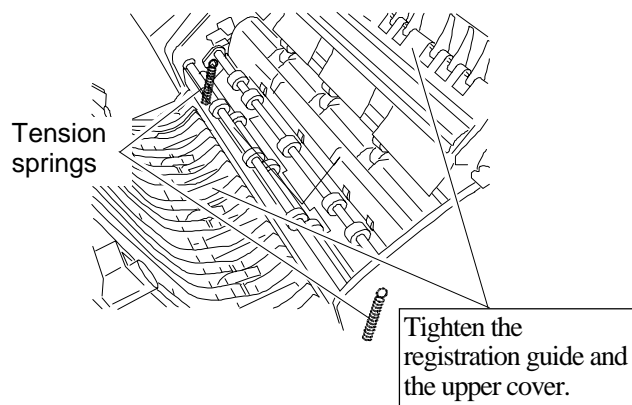 Tension
springs
Tighten the
registration guide and
the upper cover.